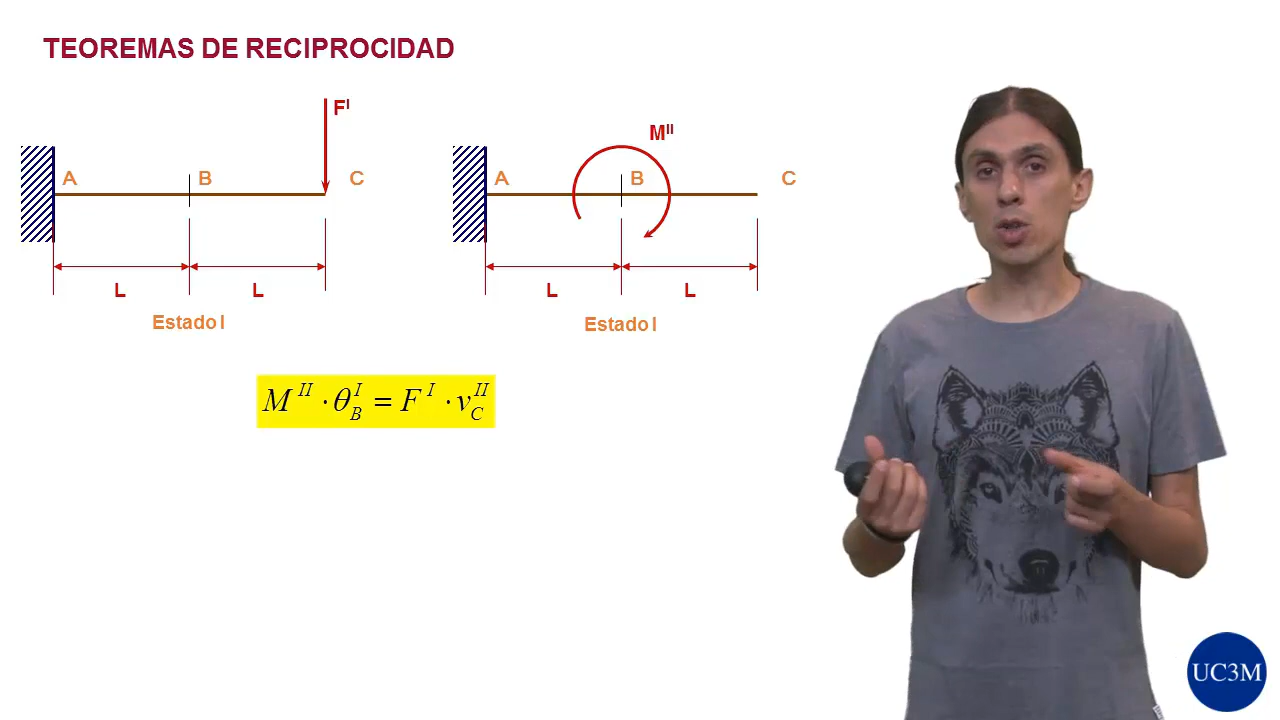 TEOREMAS DE RECIPROCIDAD
F^I
A B C
L L
Estado I
M^II
A B C
L L
Estado I
M^{II} · θ_B^I = F^I · v_C^{II}
UC3M